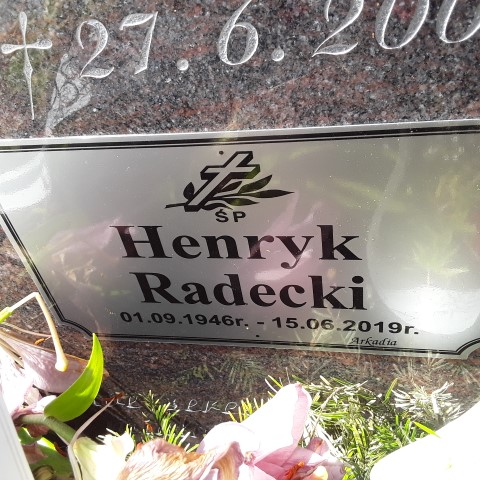 ✝ 27.6.200
ŚP
Henryk
Radecki
01.09.1946r. - 15.06.2019r.
Arkadia